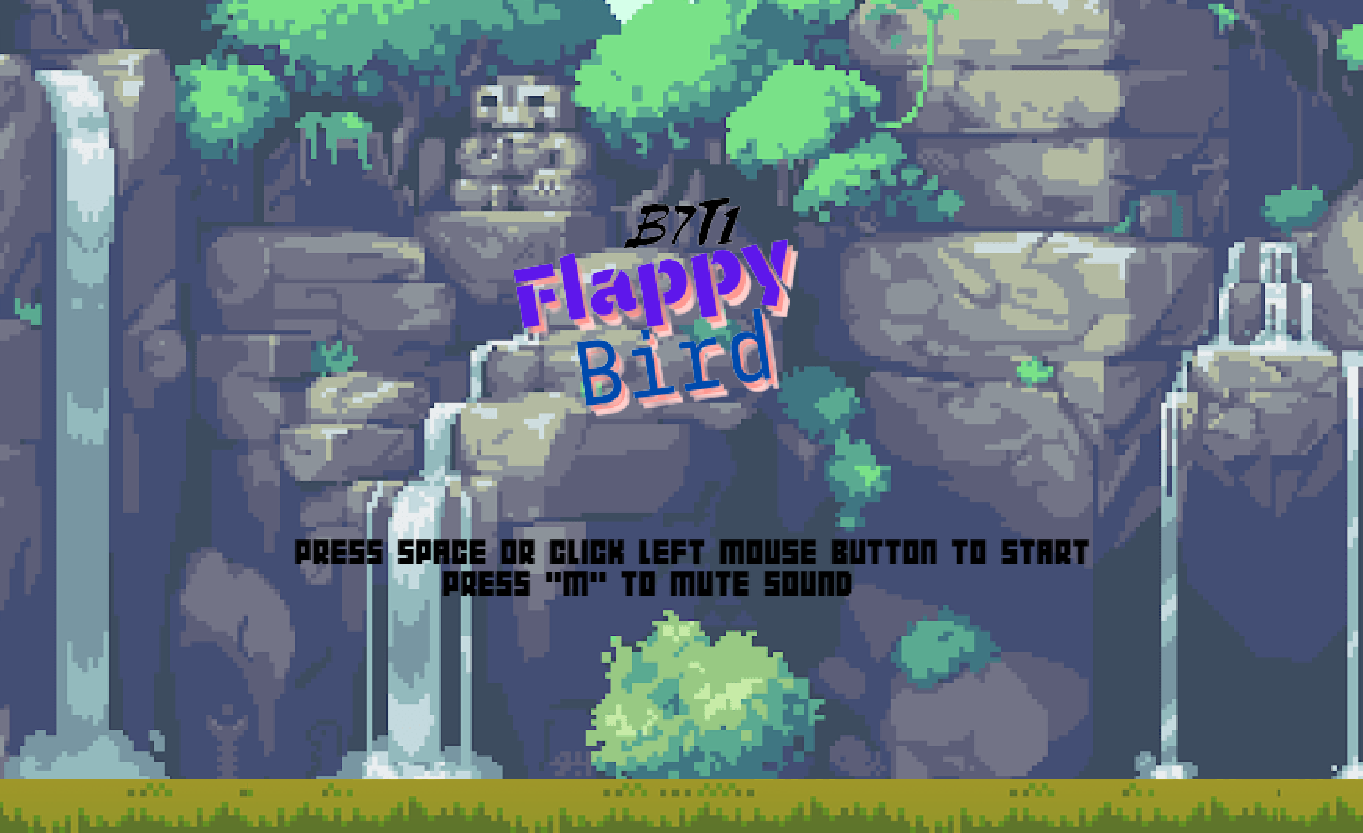 B7T1
Flappy
Bird
PRESS SPACE OR CLICK LEFT MOUSE BUTTON TO START
PRESS "M" TO MUTE SOUND